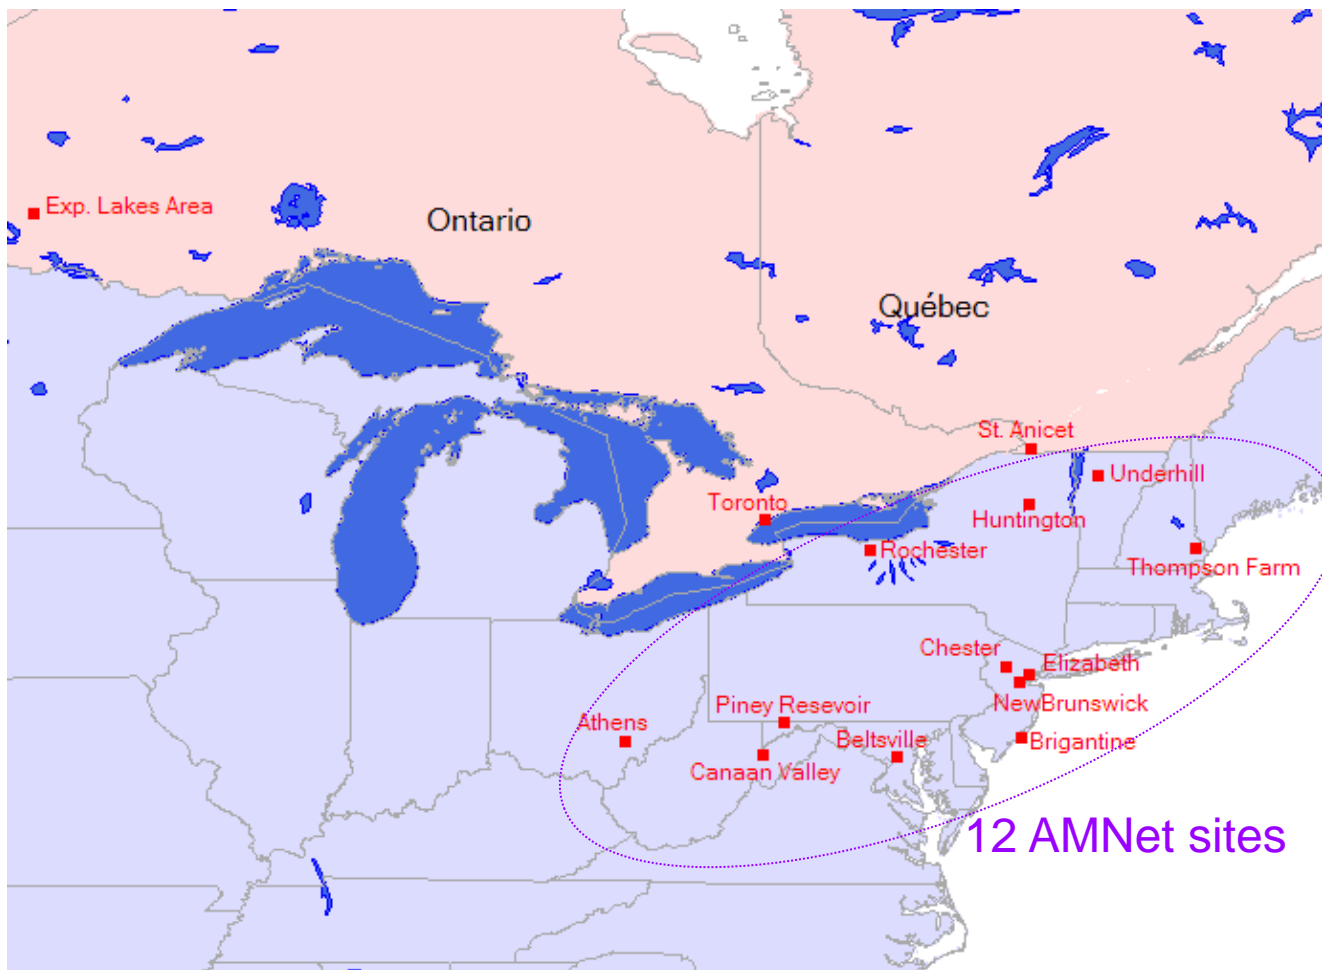 Exp. Lakes Area
Ontario
Québec
St. Anicet
Underhill
Toronto
Huntington
Rochester
Thompson Farm
Chester
Elizabeth
NewBrunswick
Piney Resevoir
Athens
Beltsville
Brigantine
Canaan Valley
12 AMNet sites